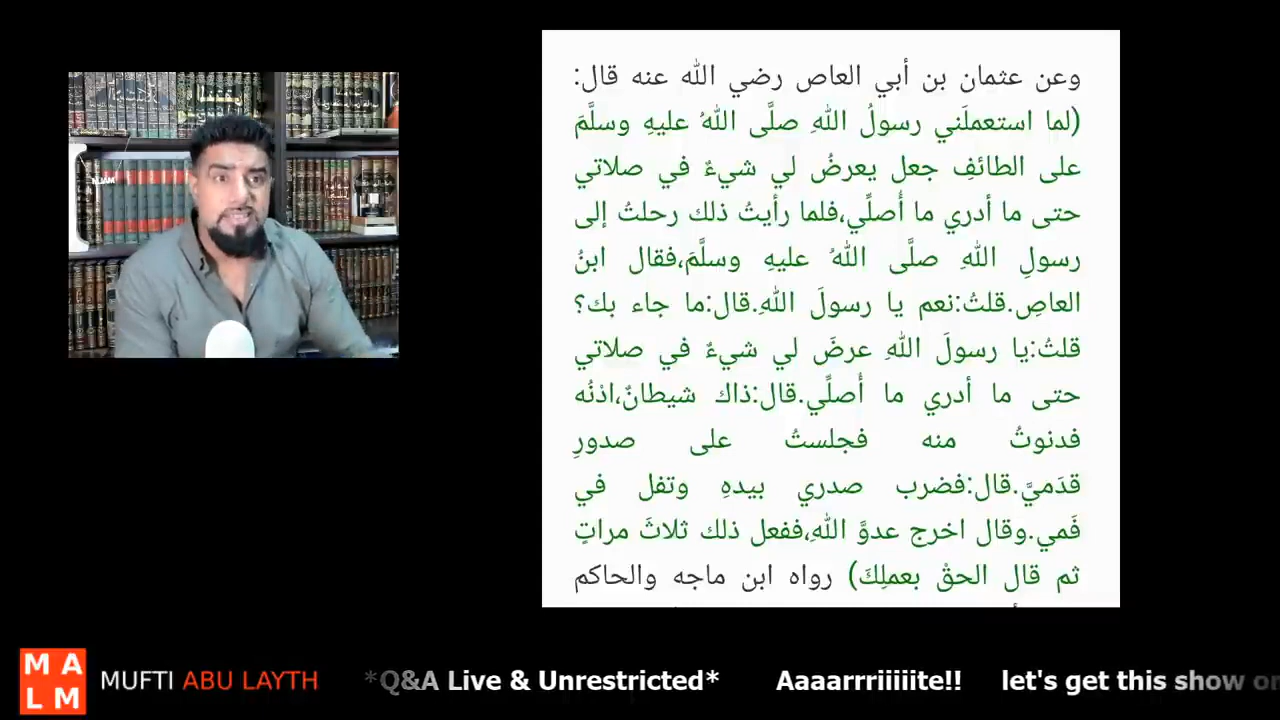 وعن عثمان بن أبي العاص رضي الله عنه قال:
(لما استعملَني رسولُ اللهِ صلَّى اللهُ عليهِ وسلَّمَ
على الطائفِ جعل يعرضُ لي شيءٌ في صلاتي
حتى ما أدري ما أُصلِّي،فلما رأيتُ ذلك رحلتُ إلى
رسولِ اللهِ صلَّى اللهُ عليهِ وسلَّمَ،فقال ابنُ
العاصِ.قلتُ:نعم يا رسولَ اللهِ.قال:ما جاء بك؟
قلتُ:يا رسولَ اللهِ عرضَ لي شيءٌ في صلاتي
حتى ما أدري ما أُصلِّي.قال:ذاك شيطانٌ،ادْنُه
فدنوتُ منه فجلستُ على صدورِ
قدَميَّ.قال:فضرب صدري بيدهِ وتفل في
فَمي.وقال اخرج عدوَّ اللهِ،ففعل ذلك ثلاثَ مراتٍ
ثم قال الحقْ بعملِكَ) رواه ابن ماجه والحاكم
MA
LM
MUFTI ABU LAYTH
*Q&A Live & Unrestricted* Aaaarrriiiiiite!! let's get this show on